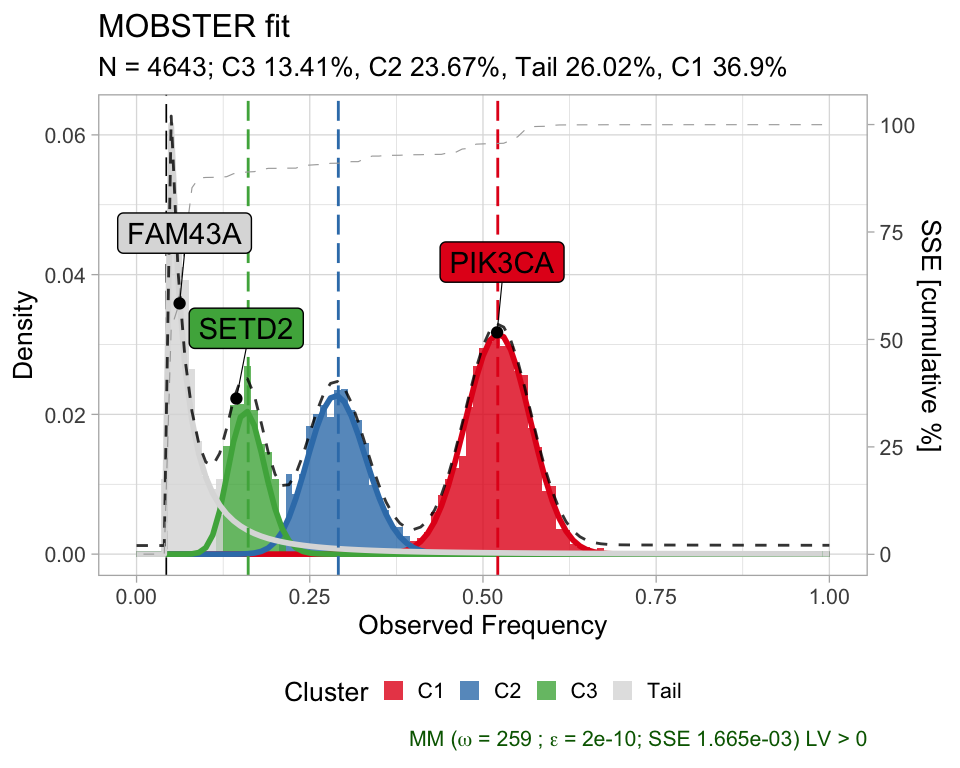 MOBSTER fit
N = 4643; C3 13.41%, C2 23.67%, Tail 26.02%, C1 36.9%
0.06
0.04
0.02
0.00
Density
FAM43A
SETD2
PIK3CA
100
75
50
25
0
SSE [cumulative %]
0.00 0.25 0.50 0.75 1.00
Observed Frequency
Cluster C1 C2 C3 Tail
MM (ω = 259 ; ε = 2e-10; SSE 1.665e-03) LV > 0